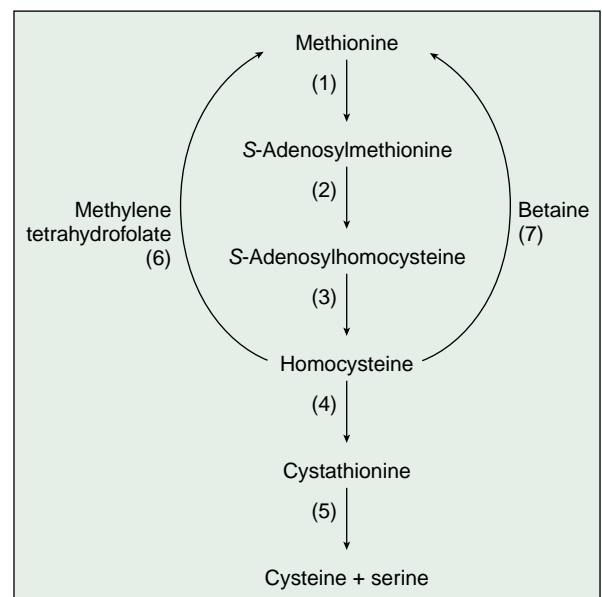 Methionine
(1)
S-Adenosylmethionine
(2)
Methylene
tetrahydrofolate
(6)
Betaine
(7)
S-Adenosylhomocysteine
(3)
Homocysteine
(4)
Cystathionine
(5)
Cysteine + serine